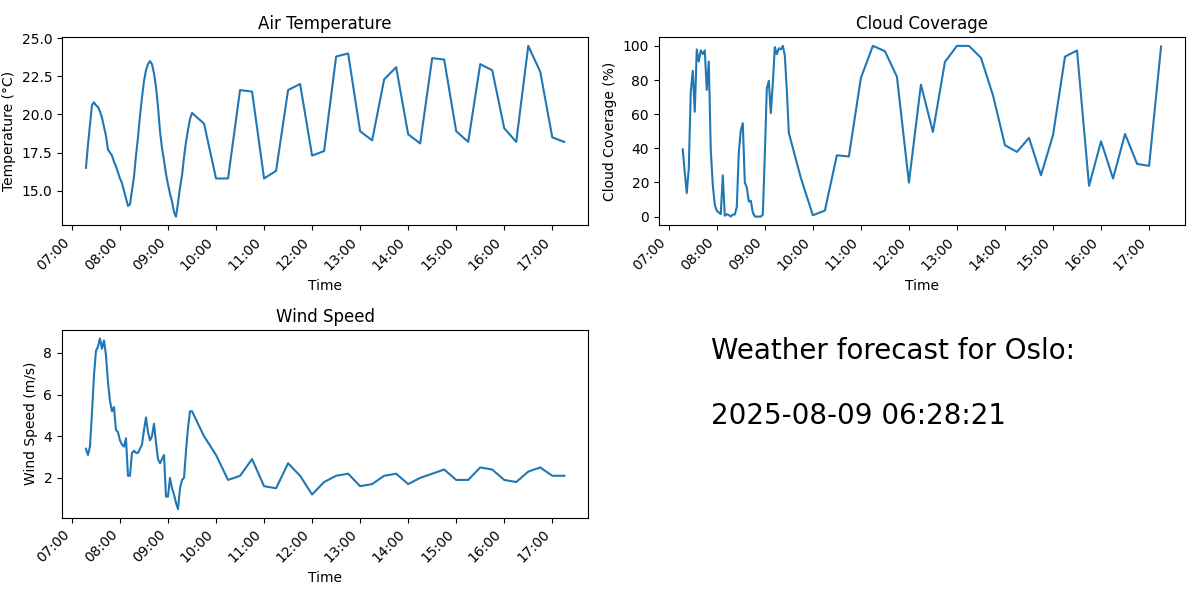 Air Temperature
25.0
22.5
20.0
17.5
15.0
Temperature (°C)
07:00 08:00 09:00 10:00 11:00 12:00 13:00 14:00 15:00 16:00 17:00
Time
Cloud Coverage
100
80
60
40
20
0
Cloud Coverage (%)
07:00 08:00 09:00 10:00 11:00 12:00 13:00 14:00 15:00 16:00 17:00
Time
Wind Speed
8
6
4
2
Wind Speed (m/s)
07:00 08:00 09:00 10:00 11:00 12:00 13:00 14:00 15:00 16:00 17:00
Time
Weather forecast for Oslo:
2025-08-09 06:28:21